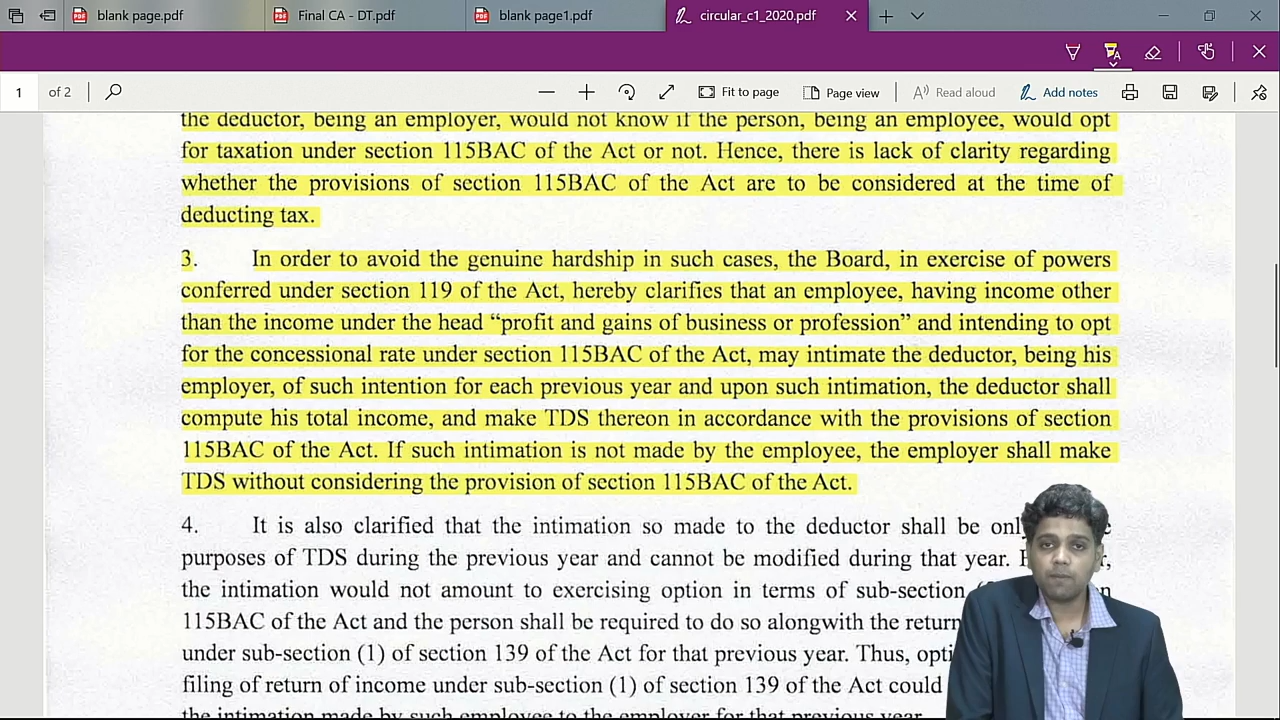 blank page.pdf
Final CA - DT.pdf
blank page1.pdf
circular_c1_2020.pdf
1 of 2
Fit to page
Page view
Read aloud
Add notes
the deductor, being an employer, would not know if the person, being an employee, would opt
for taxation under section 115BAC of the Act or not. Hence, there is lack of clarity regarding
whether the provisions of section 115BAC of the Act are to be considered at the time of
deducting tax.
3. In order to avoid the genuine hardship in such cases, the Board, in exercise of powers
conferred under section 119 of the Act, hereby clarifies that an employee, having income other
than the income under the head “profit and gains of business or profession” and intending to opt
for the concessional rate under section 115BAC of the Act, may intimate the deductor, being his
employer, of such intention for each previous year and upon such intimation, the deductor shall
compute his total income, and make TDS thereon in accordance with the provisions of section
115BAC of the Act. If such intimation is not made by the employee, the employer shall make
TDS without considering the provision of section 115BAC of the Act.
4. It is also clarified that the intimation so made to the deductor shall be
purposes of TDS during the previous year and cannot be modified during that year.
the intimation would not amount to exercising option in terms of sub-section
115BAC of the Act and the person shall be required to do so alongwith the return
under sub-section (1) of section 139 of the Act for that previous year. Thus,
filing of return of income under sub-section (1) of section 139 of the Act could
the intimation made by such employee to the employer for that previous year